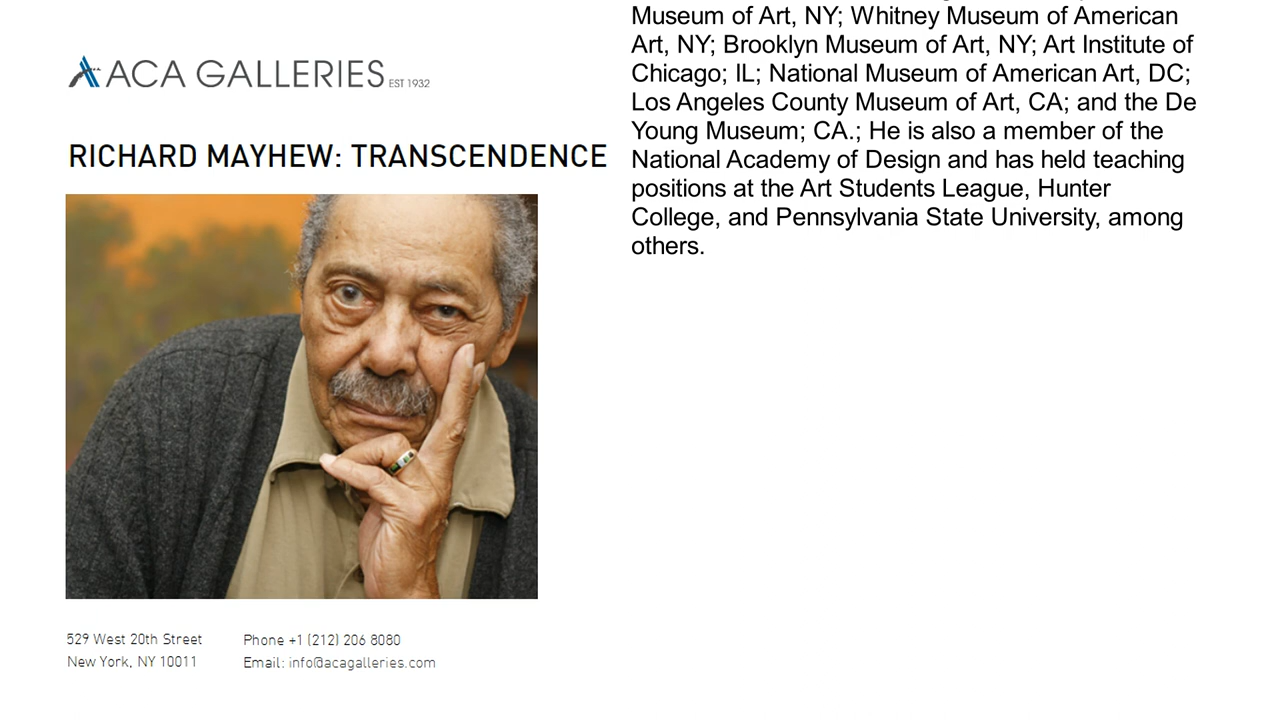 ACA GALLERIES EST 1932
RICHARD MAYHEW: TRANSCENDENCE
529 West 20th Street
New York, NY 10011
Phone +1 (212) 206 8080
Email: info@acagalleries.com
Museum of Art, NY; Whitney Museum of American
Art, NY; Brooklyn Museum of Art, NY; Art Institute of
Chicago; IL; National Museum of American Art, DC;
Los Angeles County Museum of Art, CA; and the De
Young Museum; CA.; He is also a member of the
National Academy of Design and has held teaching
positions at the Art Students League, Hunter
College, and Pennsylvania State University, among
others.